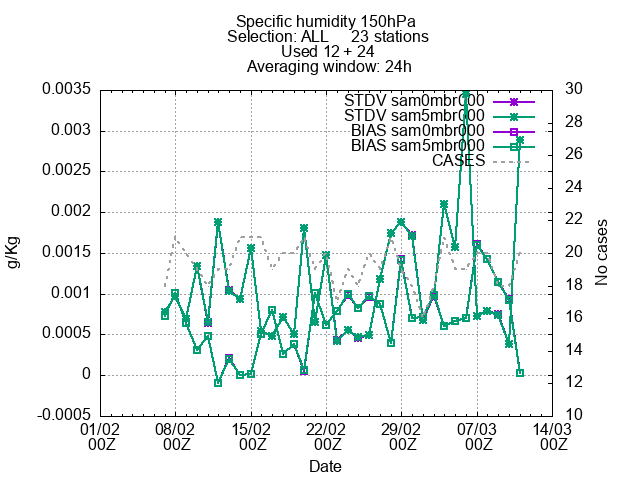 Specific humidity 150hPa
Selection: ALL 23 stations
Used 12 + 24
Averaging window: 24h
STDV sam0mbr000
STDV sam5mbr000
BIAS sam0mbr000
BIAS sam5mbr000
CASES
0.0035
0.003
0.0025
0.002
0.0015
0.001
0.0005
0
-0.0005
g/Kg
30
28
26
24
22
20
18
16
14
12
10
No cases
01/02 08/02 15/02 22/02 29/02 07/03 14/03
00Z 00Z 00Z 00Z 00Z 00Z 00Z
Date